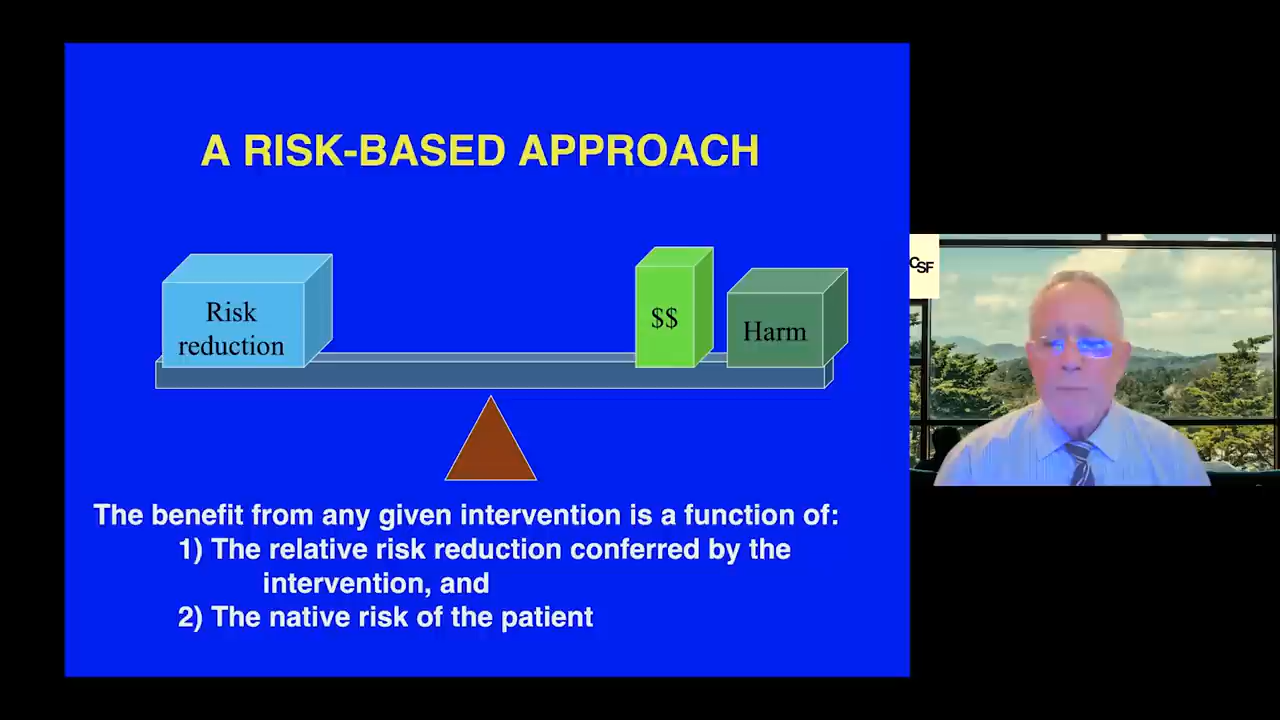 A RISK-BASED APPROACH
Risk
reduction
$$
Harm
The benefit from any given intervention is a function of:
1) The relative risk reduction conferred by the
intervention, and
2) The native risk of the patient
CSF